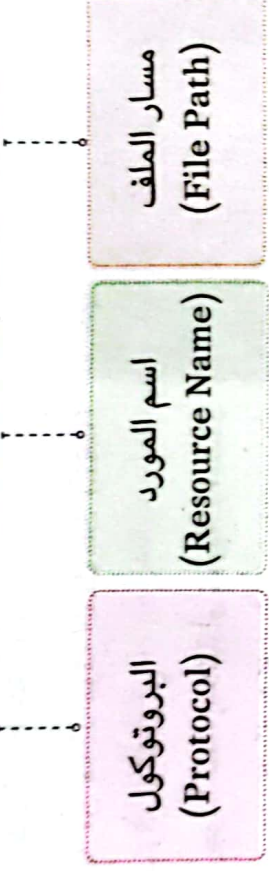 البروتوكول
(Protocol)
اسم المورد
(Resource Name)
مسار الملف
(File Path)